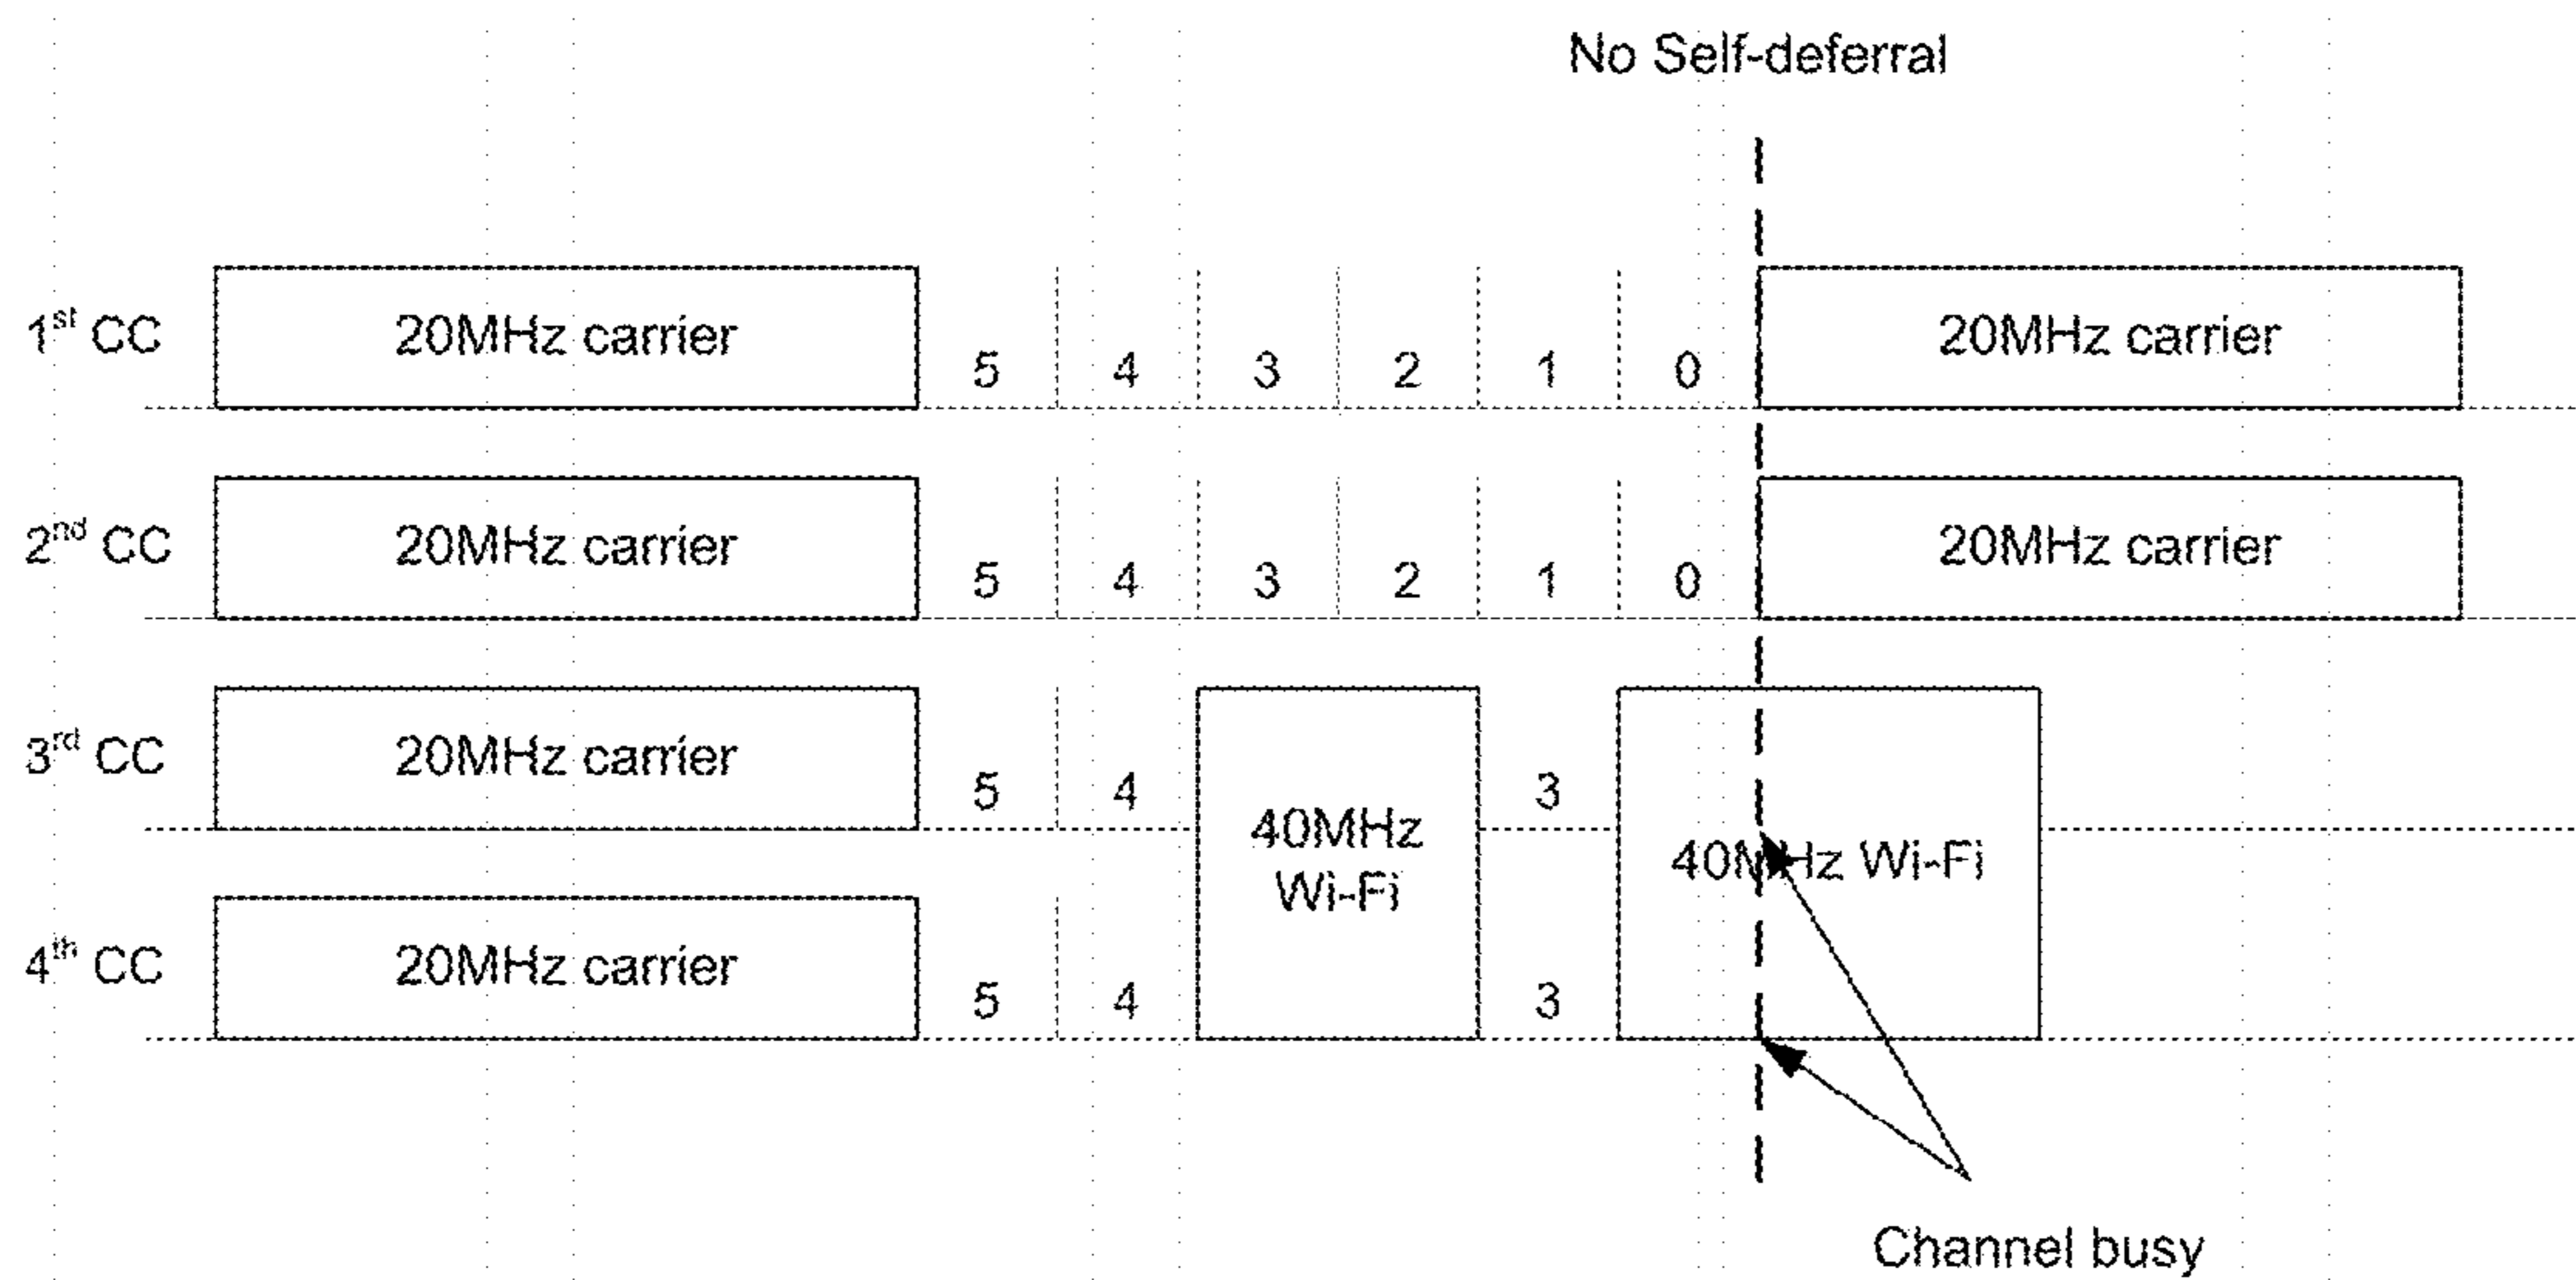 No Self-deferral
1st CC 20MHz carrier 5 4 3 2 1 0 20MHz carrier
2nd CC 20MHz carrier 5 4 3 2 1 0 20MHz carrier
3rd CC 20MHz carrier 5 4 3
40MHz
Wi-Fi
40MHz Wi-Fi
4th CC 20MHz carrier 5 4 3
Channel busy